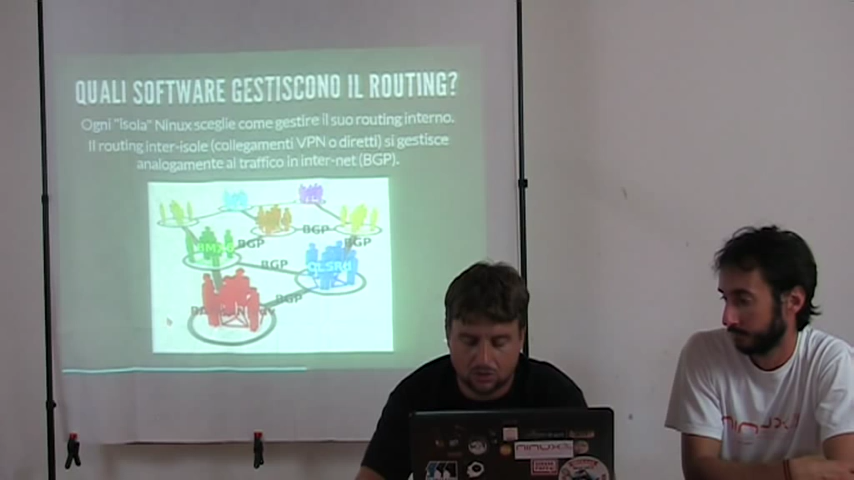 QUALI SOFTWARE GESTISCONO IL ROUTING?
Ogni "isola" Ninux sceglie come gestire il suo routing interno.
Il routing inter-isole (collegamenti VPN o diretti) si gestisce
analogamente al traffico in inter-net (BGP).
BGP
BGP
BGP
OLSRd
BGP
NINUX